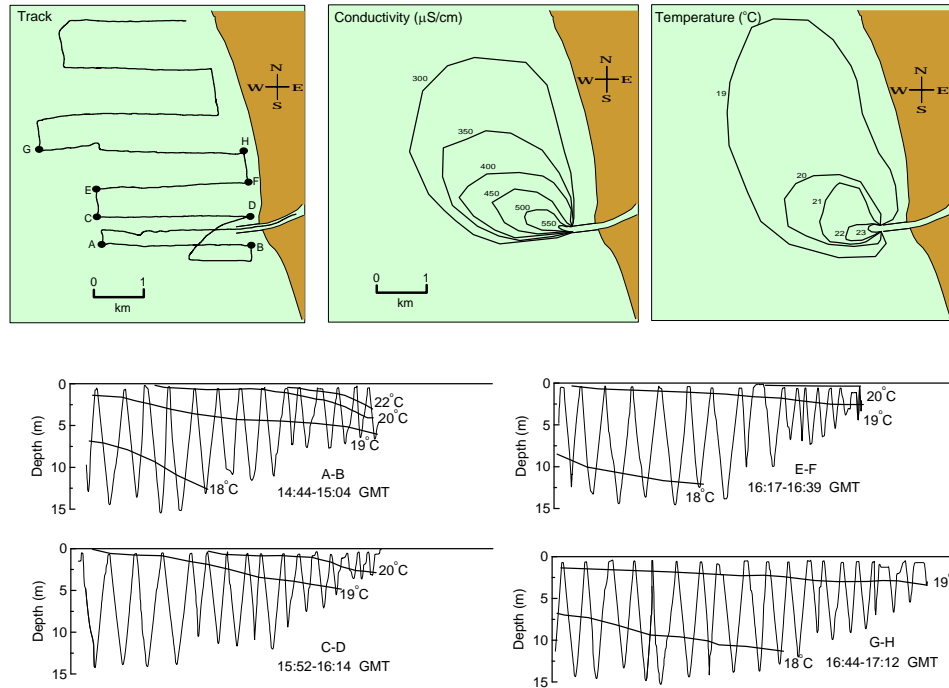 Track
N
W E
S
H
G
F
E
D
C
A
B
0 1
km
Conductivity (µS/cm)
N
W E
S
300
350
400
450
500
550
0 1
km
Temperature (°C)
N
W E
S
19
20
21
22
23
0
5
10
15
Depth (m)
22°C
20°C
19°C
18°C
A-B
14:44-15:04 GMT
0
5
10
15
Depth (m)
20°C
19°C
18°C
E-F
16:17-16:39 GMT
0
5
10
15
Depth (m)
20°C
19°C
C-D
15:52-16:14 GMT
0
5
10
15
Depth (m)
19°
18°C
G-H
16:44-17:12 GMT